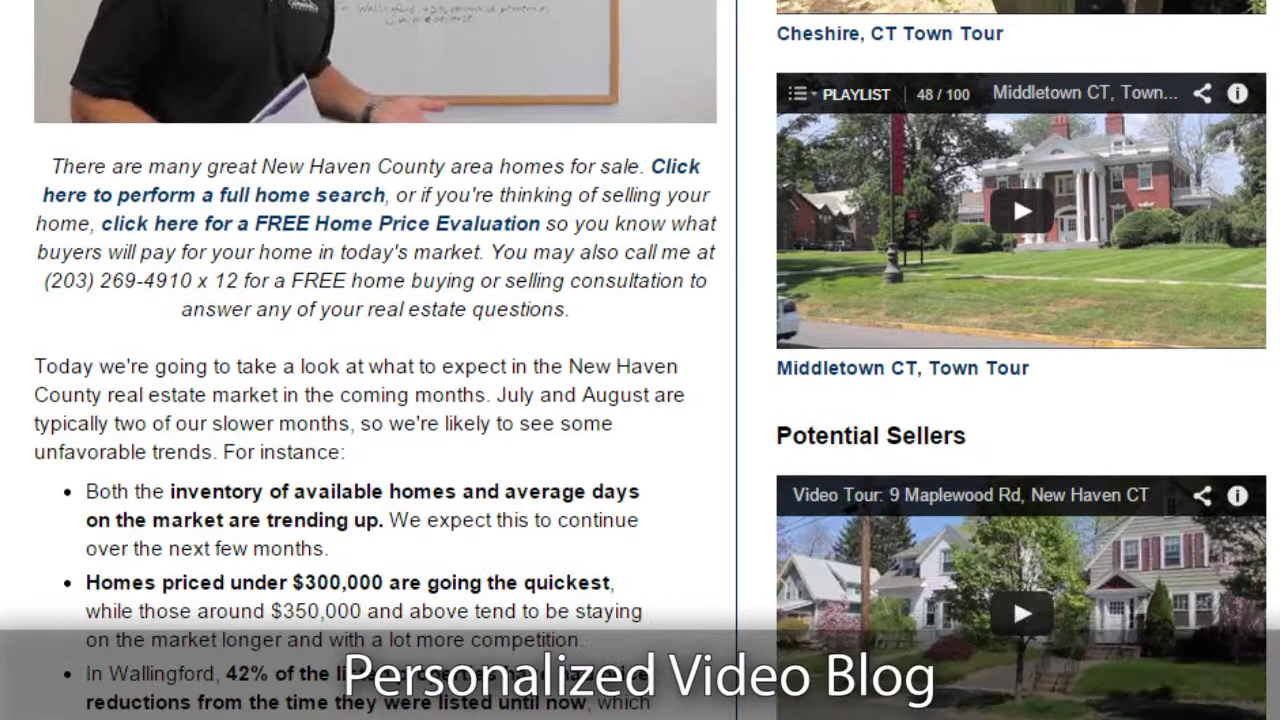 There are many great New Haven County area homes for sale. Click
here to perform a full home search, or if you're thinking of selling your
home, click here for a FREE Home Price Evaluation so you know what
buyers will pay for your home in today's market. You may also call me at
(203) 269-4910 x 12 for a FREE home buying or selling consultation to
answer any of your real estate questions.
Today we're going to take a look at what to expect in the New Haven
County real estate market in the coming months. July and August are
typically two of our slower months, so we're likely to see some
unfavorable trends. For instance:
Both the inventory of available homes and average days
on the market are trending up. We expect this to continue
over the next few months.
Homes priced under $300,000 are going the quickest,
while those around $350,000 and above tend to be staying
on the market longer and with a lot more competition.
In Wallingford, 42% of the
reductions from the time they were listed until now, which
Cheshire, CT Town Tour
PLAYLIST 48 / 100 Middletown CT, Town...
Middletown CT, Town Tour
Potential Sellers
Video Tour: 9 Maplewood Rd, New Haven CT
Personalized Video Blog